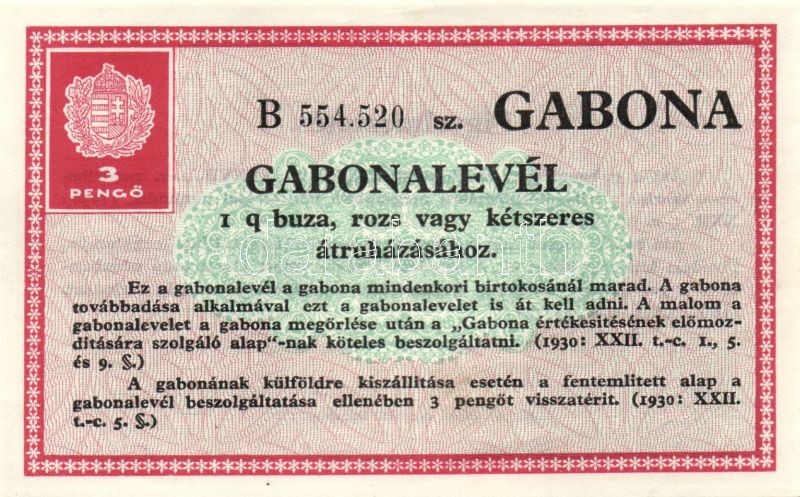 B 554.520 sz. GABONA
3
PENGŐ
GABONALEVÉL
1 q buza, rozs vagy kétszeres
átruházásához.
Ez a gabonalevél a gabona mindenkori birtokosánál marad. A gabona
továbbadása alkalmával ezt a gabonalevelet is át kell adni. A malom a
gabonalevelet a gabona megőrlése után a „Gabona értékesitésének előmoz-
ditására szolgáló alap“-nak köteles beszolgáltatni. (1930: XXII. t.-c. 1., 5.
és 9. §.)
A gabonának külföldre kiszállitása esetén a fentemlitett alap a
gabonalevél beszolgáltatása ellenében 3 pengőt visszatérit. (1930: XXII.
t.-c. 5. §.)